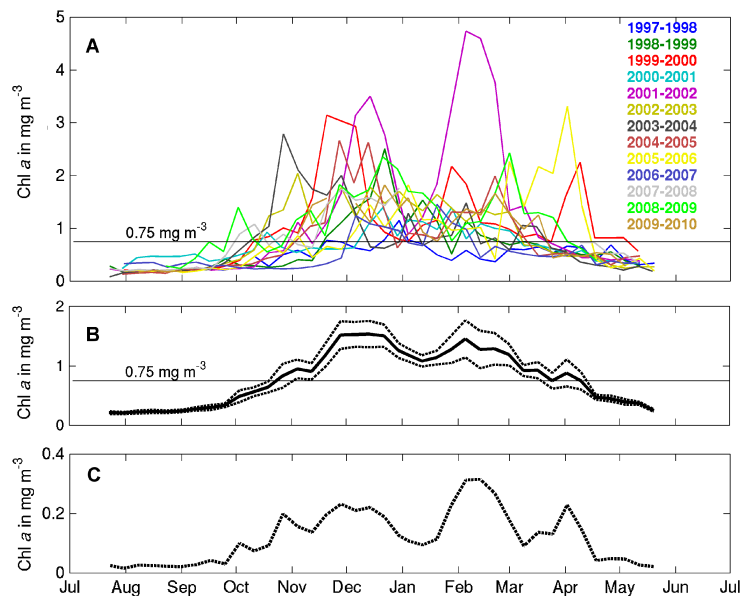 5
A
1997-1998
1998-1999
4
1999-2000
2000-2001
2001-2002
3
2002-2003
2003-2004
2004-2005
2
2005-2006
2006-2007
2007-2008
1
2008-2009
2009-2010
0.75 mg m⁻³
0
Chl a in mg m⁻³
2
B
1
0.75 mg m⁻³
0
Chl a in mg m⁻³
0.4
C
0.2
0
Chl a in mg m⁻³
Jul Aug Sep Oct Nov Dec Jan Feb Mar Apr May Jun Jul